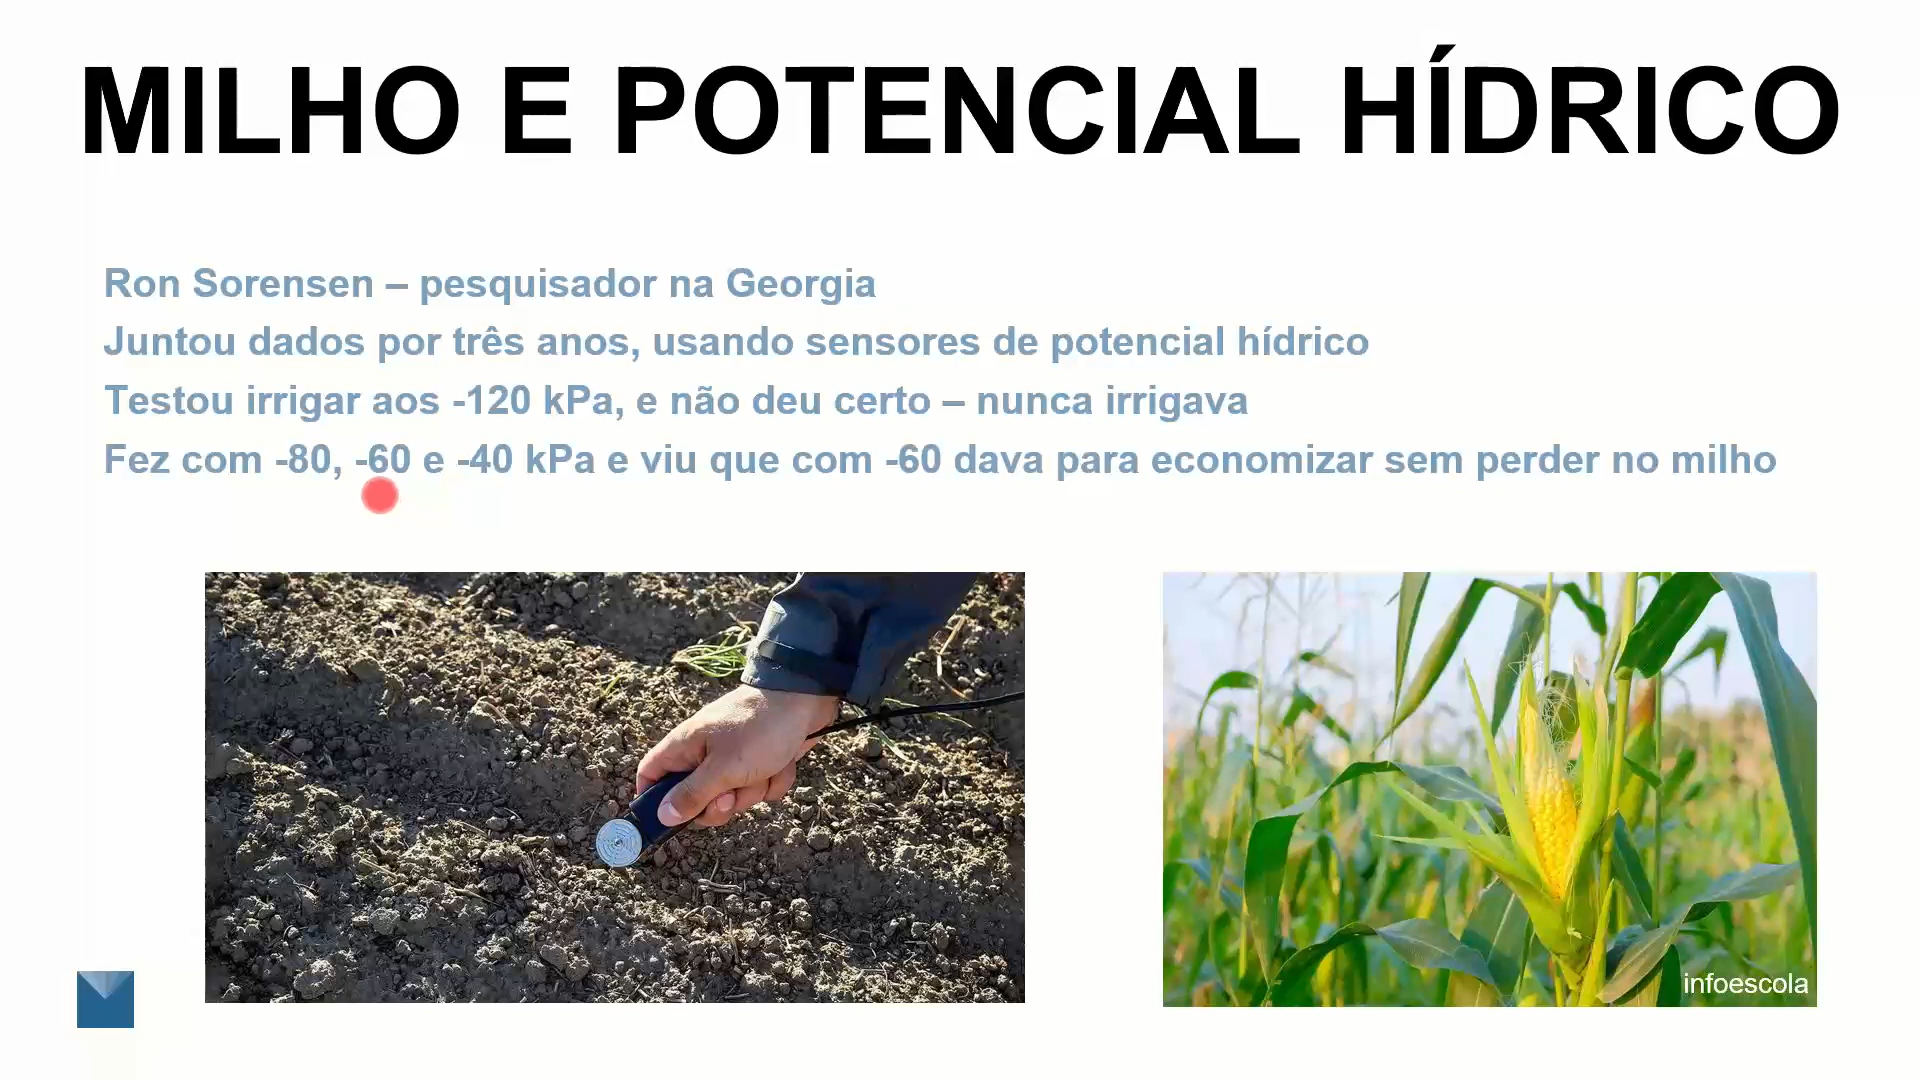 MILHO E POTENCIAL HÍDRICO
Ron Sorensen – pesquisador na Georgia
Juntou dados por três anos, usando sensores de potencial hídrico
Testou irrigar aos -120 kPa, e não deu certo – nunca irrigava
Fez com -80, -60 e -40 kPa e viu que com -60 dava para economizar sem perder no milho
infoescola